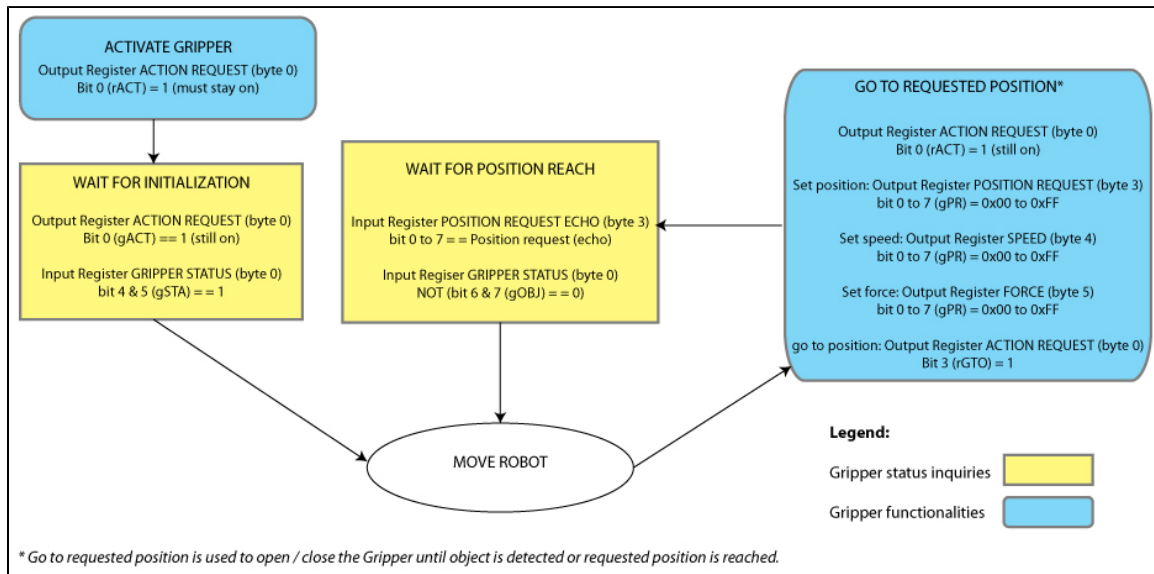 ACTIVATE GRIPPER
Output Register ACTION REQUEST (byte 0)
Bit 0 (rACT) = 1 (must stay on)
WAIT FOR INITIALIZATION
Output Register ACTION REQUEST (byte 0)
Bit 0 (gACT) == 1 (still on)
Input Register GRIPPER STATUS (byte 0)
bit 4 & 5 (gSTA) = = 1
WAIT FOR POSITION REACH
Input Register POSITION REQUEST ECHO (byte 3)
bit 0 to 7 = = Position request (echo)
Input Regiser GRIPPER STATUS (byte 0)
NOT (bit 6 & 7 (gOBJ) = = 0)
GO TO REQUESTED POSITION*
Output Register ACTION REQUEST (byte 0)
Bit 0 (rACT) = 1 (still on)
Set position: Output Register POSITION REQUEST (byte 3)
bit 0 to 7 (gPR) = 0x00 to 0xFF
Set speed: Output Register SPEED (byte 4)
bit 0 to 7 (gPR) = 0x00 to 0xFF
Set force: Output Register FORCE (byte 5)
bit 0 to 7 (gPR) = 0x00 to 0xFF
go to position: Output Register ACTION REQUEST (byte 0)
Bit 3 (rGTO) = 1
MOVE ROBOT
Legend:
Gripper status inquiries
Gripper functionalities
* Go to requested position is used to open / close the Gripper until object is detected or requested position is reached.